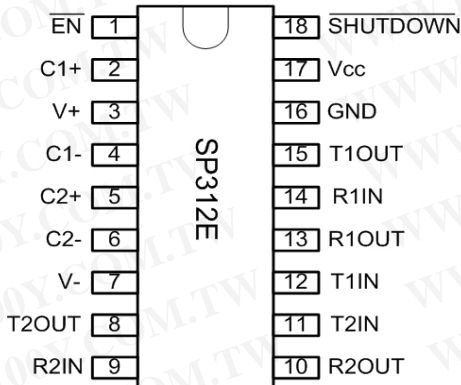 EN 1 18 SHUTDOWN
C1+ 2 17 Vcc
V+ 3 16 GND
C1- 4 15 T1OUT
C2+ 5 14 R1IN
C2- 6 13 R1OUT
V- 7 12 T1IN
T2OUT 8 11 T2IN
R2IN 9 10 R2OUT
SP312E